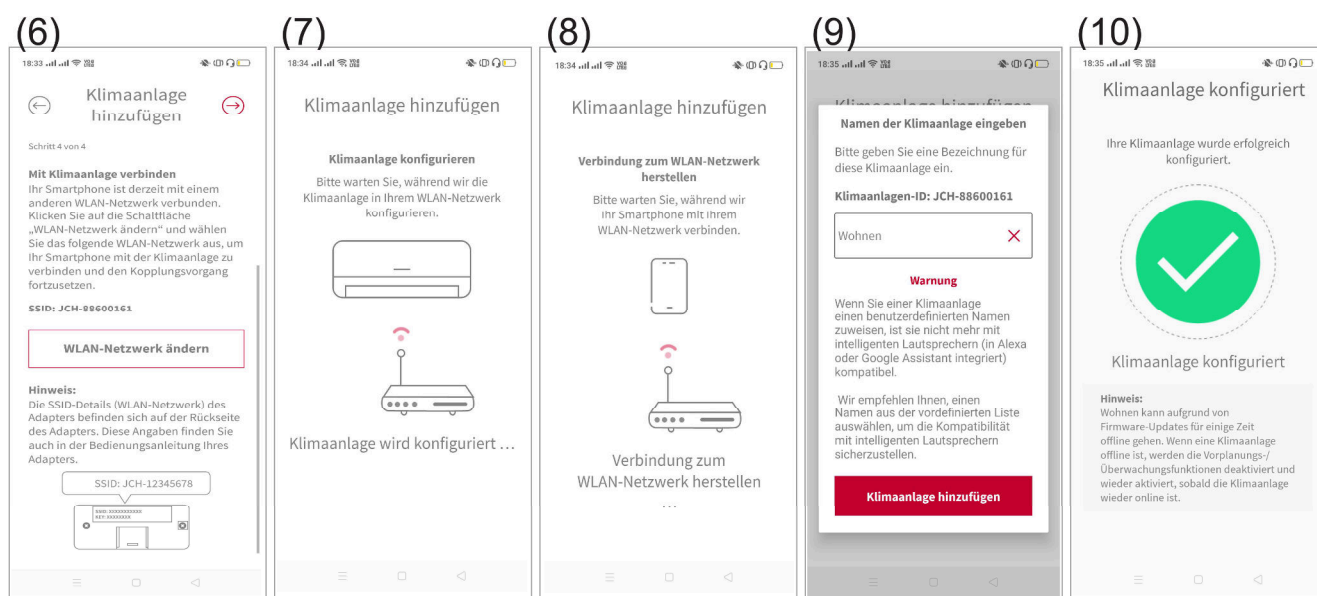 (6)
18:33
Klimaanlage
hinzufügen
Schritt 4 von 4
Mit Klimaanlage verbinden
Ihr Smartphone ist derzeit mit einem
anderen WLAN-Netzwerk verbunden.
Klicken Sie auf die Schaltfläche
„WLAN-Netzwerk ändern“ und wählen
Sie das folgende WLAN-Netzwerk aus, um
Ihr Smartphone mit der Klimaanlage zu
verbinden und den Kopplungsvorgang
fortzusetzen.
SSID: JCH-88600161
WLAN-Netzwerk ändern
Hinweis:
Die SSID-Details (WLAN-Netzwerk) des
Adapters befinden sich auf der Rückseite
des Adapters. Diese Angaben finden Sie
auch in der Bedienungsanleitung Ihres
Adapters.
SSID: JCH-12345678
SSID: XXXXXXXXXXX
KEY: XXXXXXXX
(7)
18:34
Klimaanlage hinzufügen
Klimaanlage konfigurieren
Bitte warten Sie, während wir die
Klimaanlage in Ihrem WLAN-Netzwerk
konfigurieren.
Klimaanlage wird konfiguriert ...
(8)
18:34
Klimaanlage hinzufügen
Verbindung zum WLAN-Netzwerk
herstellen
Bitte warten Sie, während wir
Ihr Smartphone mit Ihrem
WLAN-Netzwerk verbinden.
Verbindung zum
WLAN-Netzwerk herstellen
...
(9)
18:35
Klimaanlage hinzufügen
Namen der Klimaanlage eingeben
Bitte geben Sie eine Bezeichnung für
diese Klimaanlage ein.
Klimaanlagen-ID: JCH-88600161
Wohnen
Warnung
Wenn Sie einer Klimaanlage
einen benutzerdefinierten Namen
zuweisen, ist sie nicht mehr mit
intelligenten Lautsprechern (in Alexa
oder Google Assistant integriert)
kompatibel.
Wir empfehlen Ihnen, einen
Namen aus der vordefinierten Liste
auswählen, um die Kompatibilität
mit intelligenten Lautsprechern
sicherzustellen.
Klimaanlage hinzufügen
(10)
18:35
Klimaanlage konfiguriert
Ihre Klimaanlage wurde erfolgreich
konfiguriert.
Klimaanlage konfiguriert
Hinweis:
Wohnen kann aufgrund von
Firmware-Updates für einige Zeit
offline gehen. Wenn eine Klimaanlage
offline ist, werden die Vorplanungs-/
Überwachungsfunktionen deaktiviert und
wieder aktiviert, sobald die Klimaanlage
wieder online ist.